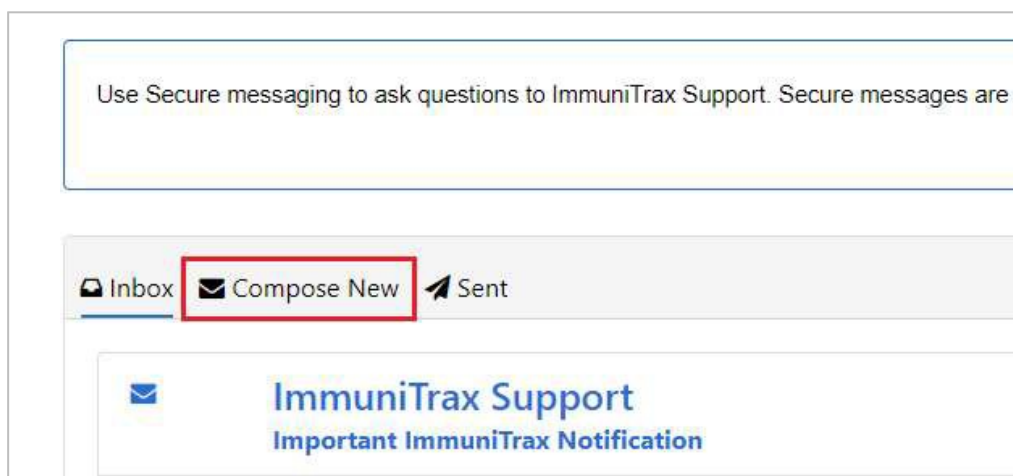 Use Secure messaging to ask questions to ImmuniTrax Support. Secure messages are
Inbox Compose New Sent
ImmuniTrax Support
Important ImmuniTrax Notification